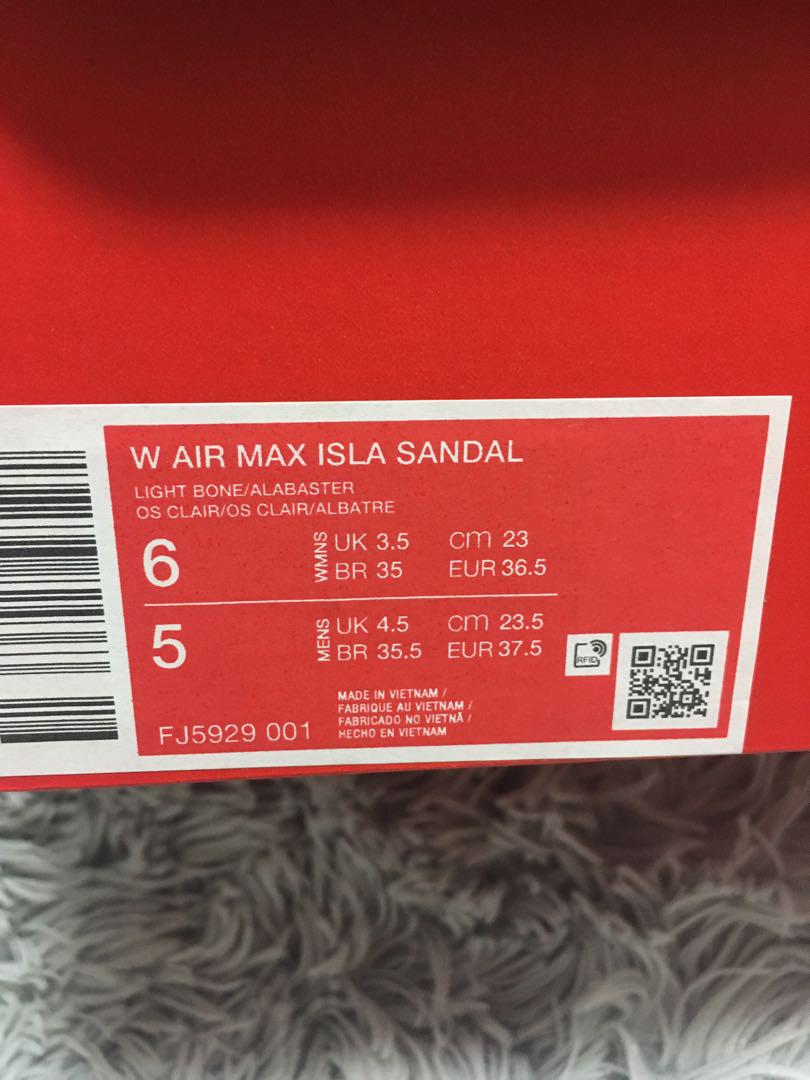 W AIR MAX ISLA SANDAL
LIGHT BONE/ALABASTER
OS CLAIR/OS CLAIR/ALBATRE
6 WMNS UK 3.5 cm 23
BR 35 EUR 36.5
5 MENS UK 4.5 cm 23.5
BR 35.5 EUR 37.5
RFID
MADE IN VIETNAM /
FABRIQUE AU VIETNAM /
FABRICADO NO VIETNÃ /
HECHO EN VIETNAM
FJ5929 001